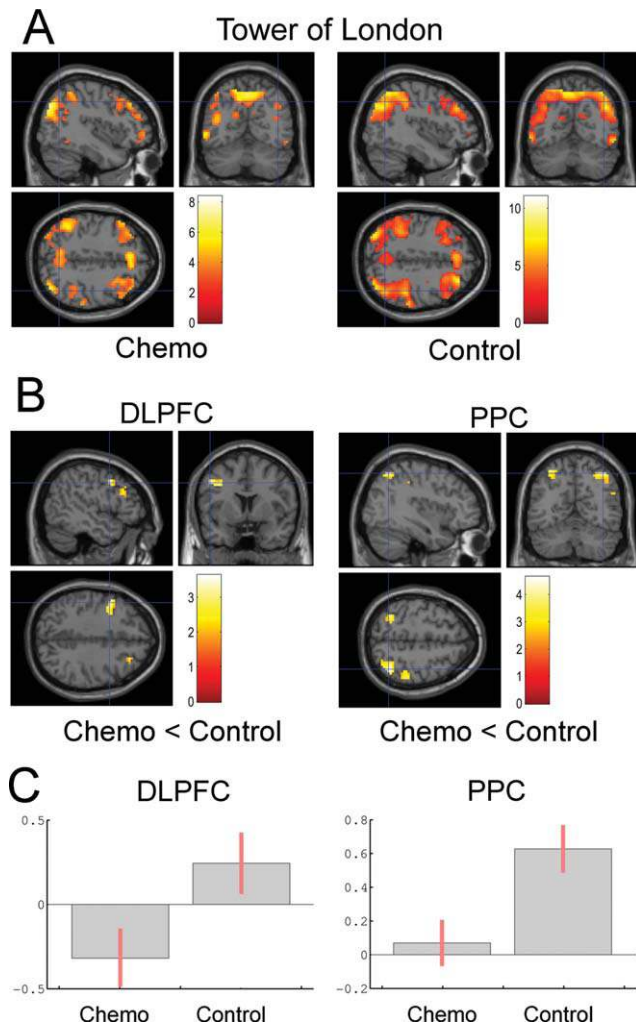 A
Tower of London
8
6
4
2
0
10
5
0
Chemo
Control
B
DLPFC
PPC
3
2
1
0
4
3
2
1
0
Chemo < Control
Chemo < Control
C
DLPFC
PPC
0.5
0
-0.5
0.8
0.6
0.4
0.2
0
-0.2
Chemo
Control
Chemo
Control